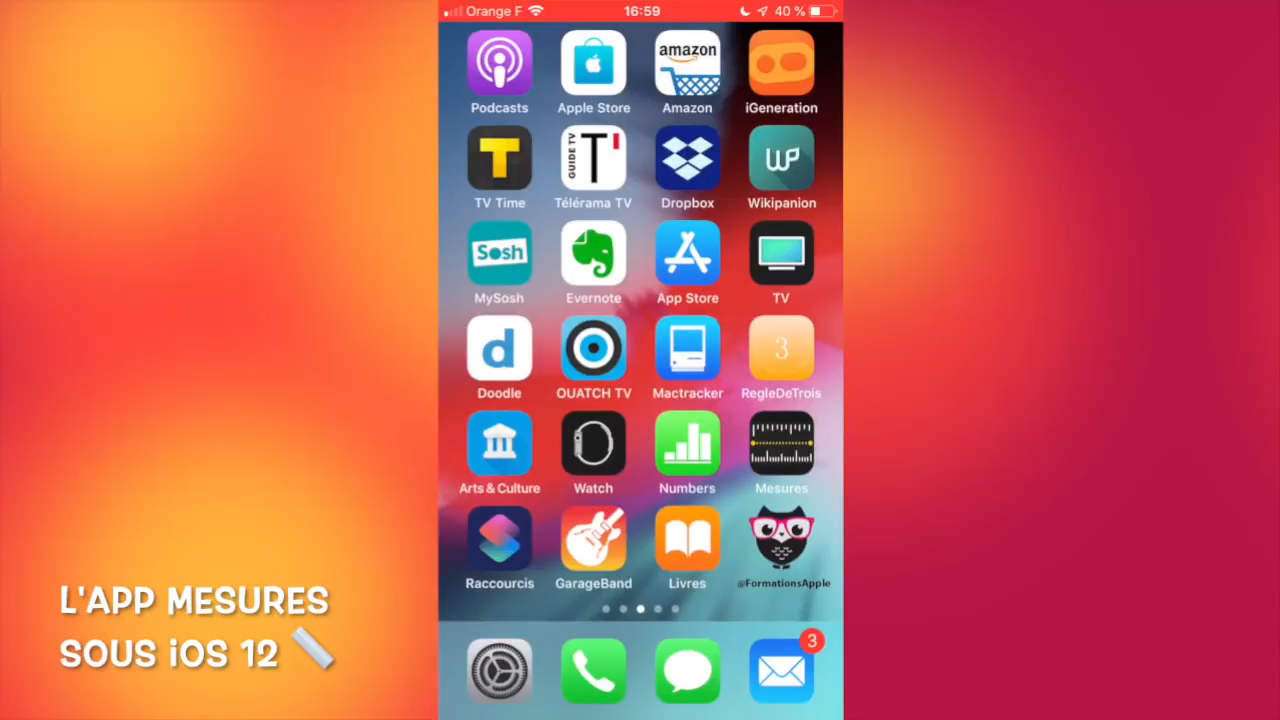 Orange F 16:59 40 %
amazon
Podcasts Apple Store Amazon iGeneration
T GUIDE TV T' WP
TV Time Télérama TV Dropbox Wikipanion
Sosh
MySosh Evernote App Store TV
d 3
Doodle OUATCH TV Mactracker RegleDeTrois
Arts & Culture Watch Numbers Mesures
Raccourcis GarageBand Livres @FormationsApple
L'APP MESURES
SOUS iOS 12
3